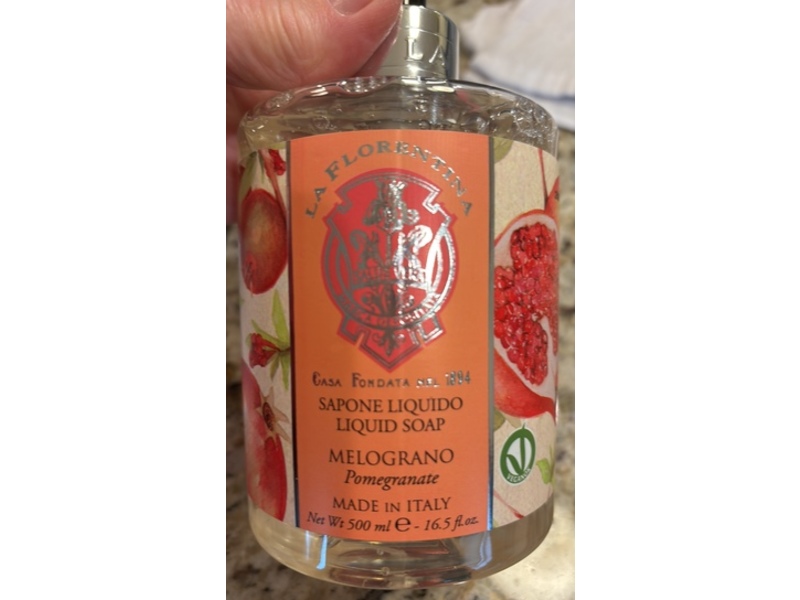 LA
LA FLORENTINA
CASA FONDATA NEL 1894
SAPONE LIQUIDO
LIQUID SOAP
MELOGRANO
Pomegranate
MADE IN ITALY
Net Wt 500 ml e - 16.5 fl.oz.